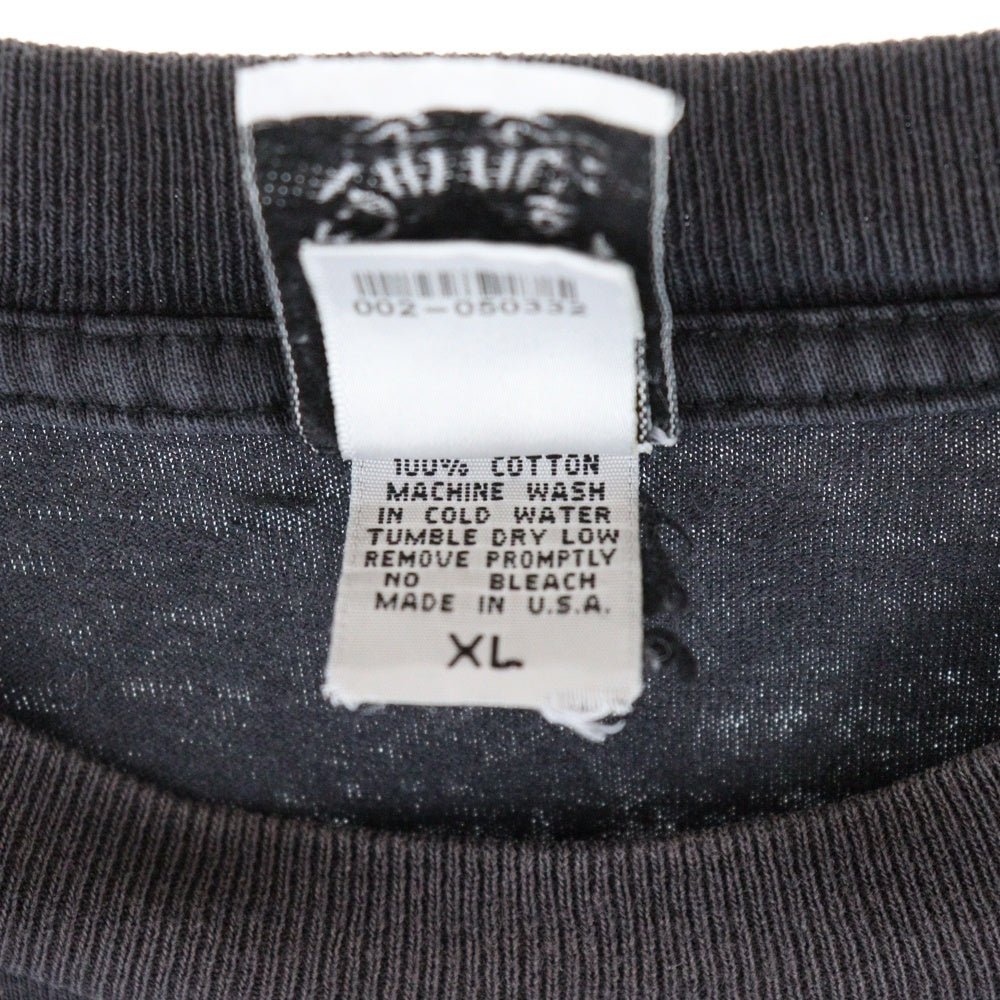 002-050332
100% COTTON
MACHINE WASH
IN COLD WATER
TUMBLE DRY LOW
REMOVE PROMPTLY
NO BLEACH
MADE IN U.S.A.
XL